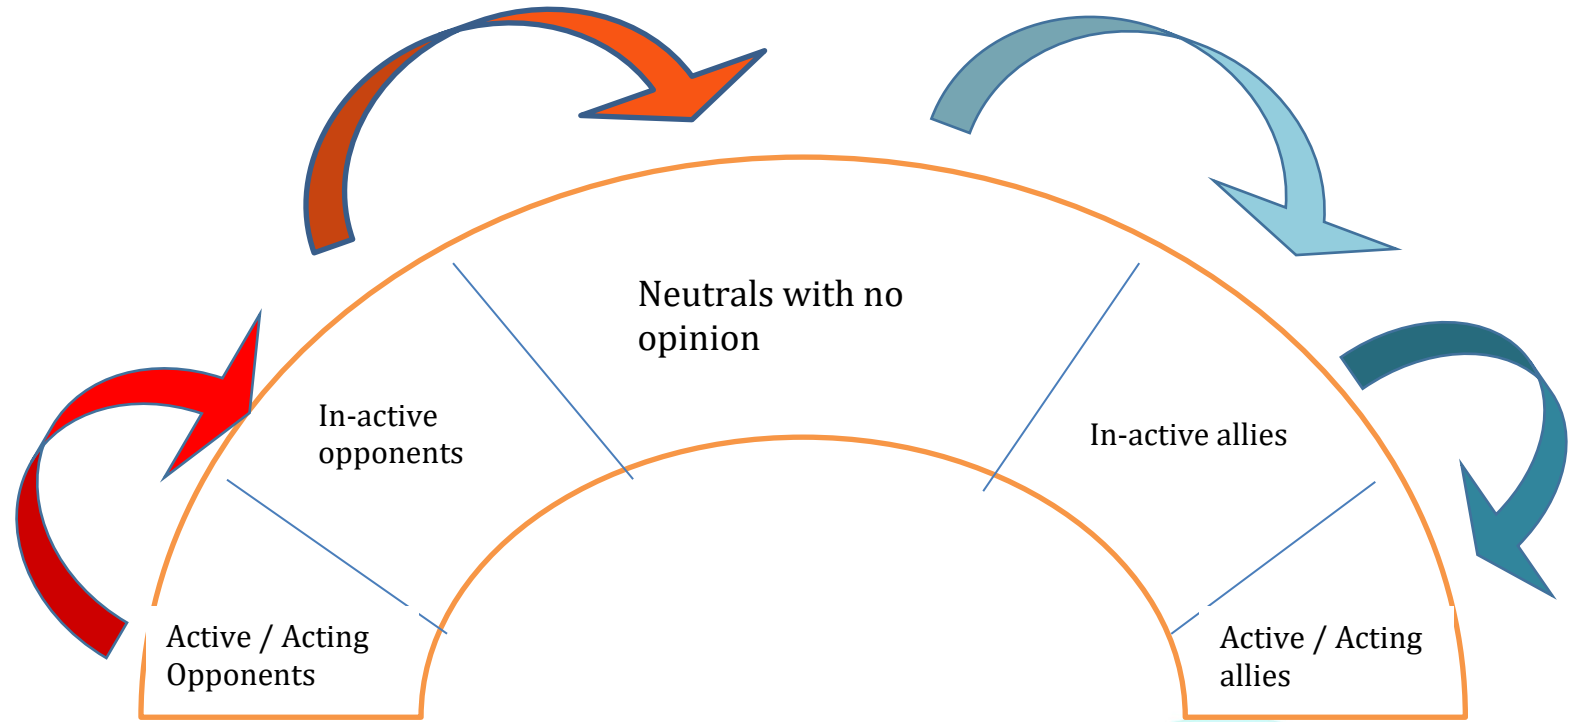 Neutrals with no
opinion
In-active
opponents
In-active allies
Active / Acting
Opponents
Active / Acting
allies